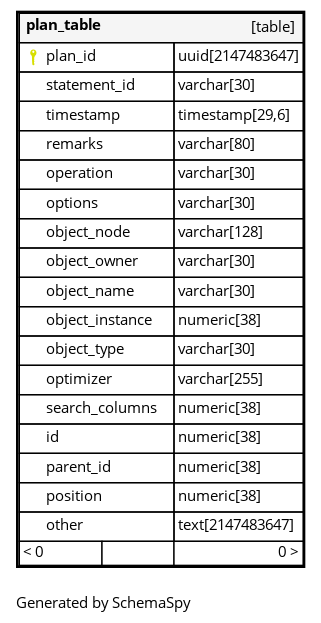 plan_table [table]
plan_id uuid[2147483647]
statement_id varchar[30]
timestamp timestamp[29,6]
remarks varchar[80]
operation varchar[30]
options varchar[30]
object_node varchar[128]
object_owner varchar[30]
object_name varchar[30]
object_instance numeric[38]
object_type varchar[30]
optimizer varchar[255]
search_columns numeric[38]
id numeric[38]
parent_id numeric[38]
position numeric[38]
other text[2147483647]
< 0 0 >
Generated by SchemaSpy